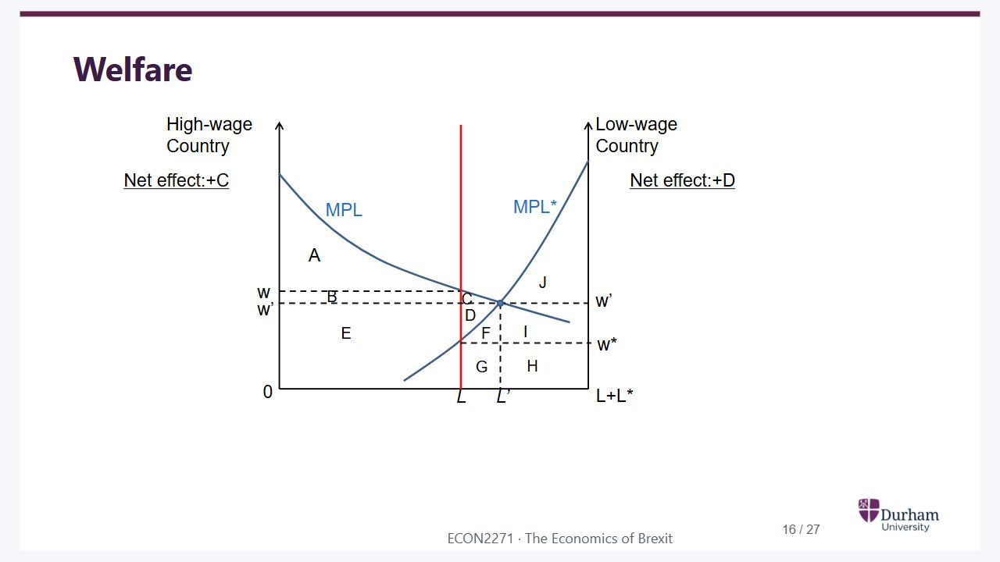 Welfare
High-wage
Country
Low-wage
Country
Net effect:+C
Net effect:+D
MPL
MPL*
A
J
w
B
C
w'
w'
D
E
F
I
w*
G
H
0
L
L'
L+L*
Durham
University
16 / 27
ECON2271 · The Economics of Brexit